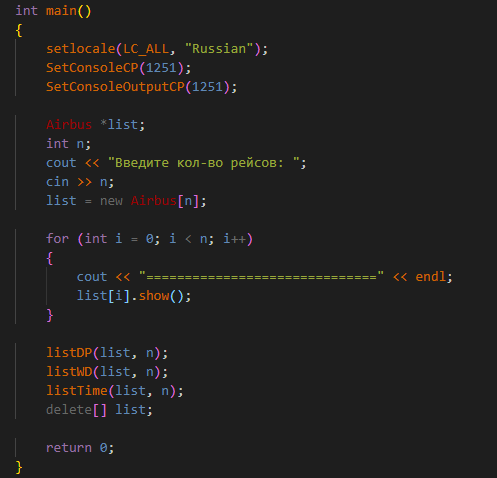 int main()
{
    setlocale(LC_ALL, "Russian");
    SetConsoleCP(1251);
    SetConsoleOutputCP(1251);

    Airbus *list;
    int n;
    cout << "Введите кол-во рейсов: ";
    cin >> n;
    list = new Airbus[n];

    for (int i = 0; i < n; i++)
    {
        cout << "==============================" << endl;
        list[i].show();
    }

    listDP(list, n);
    listWD(list, n);
    listTime(list, n);
    delete[] list;

    return 0;
}